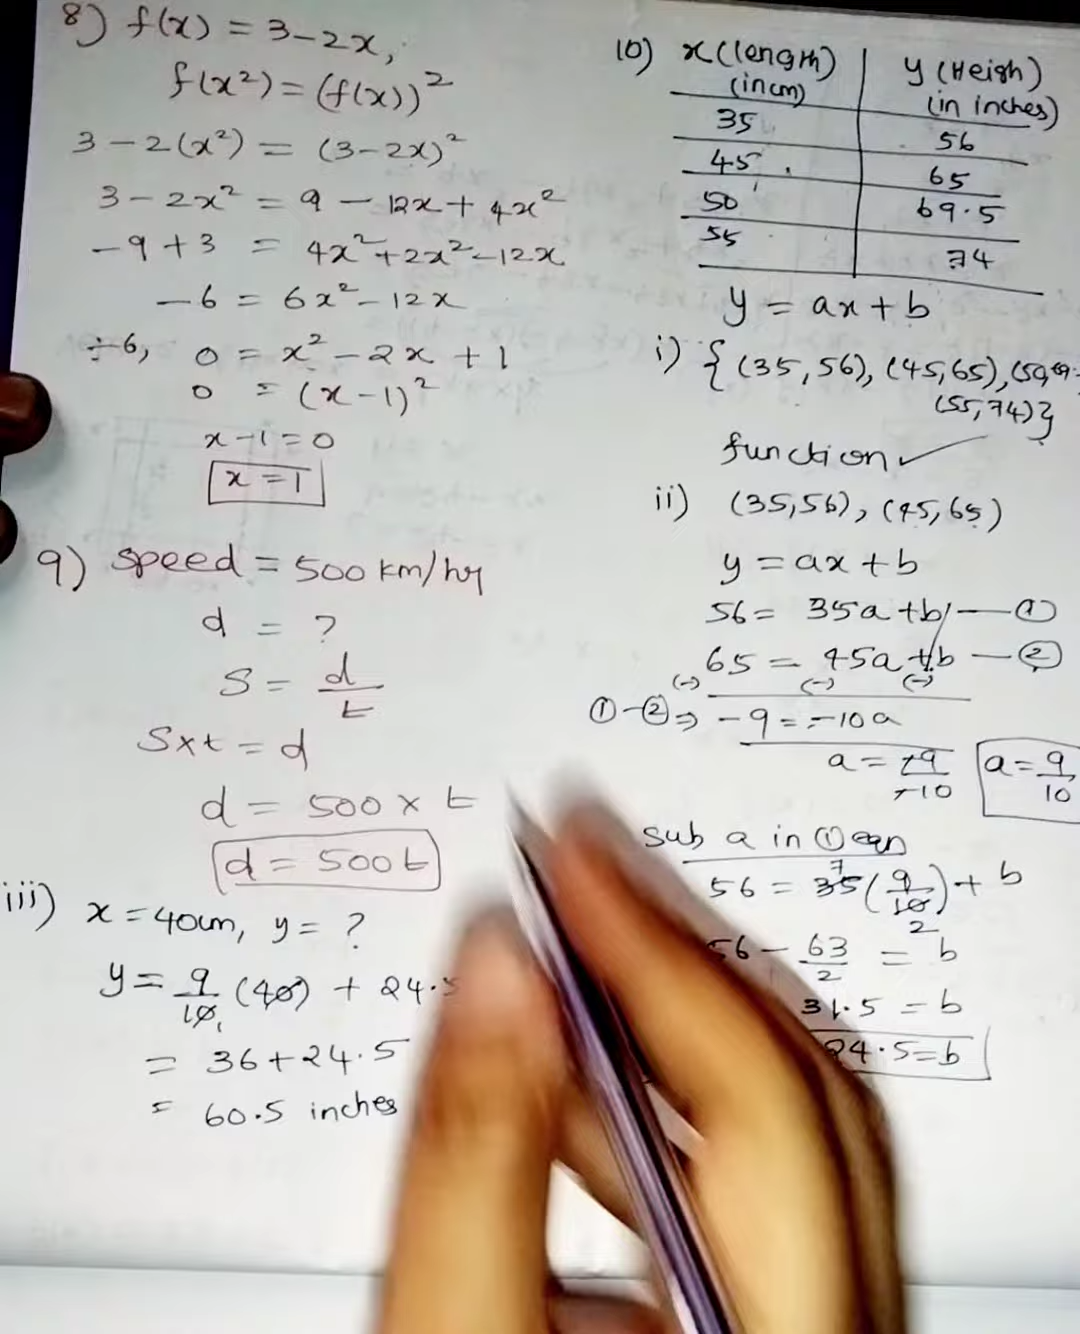 8) f(x) = 3-2x,
f(x²) = (f(x))²
3-2(x²) = (3-2x)²
3-2x² = 9-12x+4x²
-9+3 = 4x²+2x²-12x
-6 = 6x²-12x
÷6, 0 = x²-2x+1
0 = (x-1)²
x-1=0
x=1
9) speed = 500 km/hr
d = ?
S = d/t
S×t = d
d = 500 × t
d = 500t
iii) x = 40cm, y = ?
y = 9/10 (40) + 24.5
= 36+24.5
= 60.5 inches
10) x(length) (in cm) | y (Heigh) (in inches)
35 | 56
45 | 65
50 | 69.5
55 | 74
y = ax+b
i) {(35,56), (45,65), (50,69.
(55,74)}
function ✓
ii) (35,56), (45,65)
y = ax+b
56 = 35a+b — ①
65 = 45a+b — ②
(-) (-) (-)
①-② ⇒ -9 = -10a
a = -9/-10 a = 9/10
Sub a in ① eqn
56 = 35 7 (9/10 2) + b
56 - 63/2 = b
31.5 = b
24.5=b